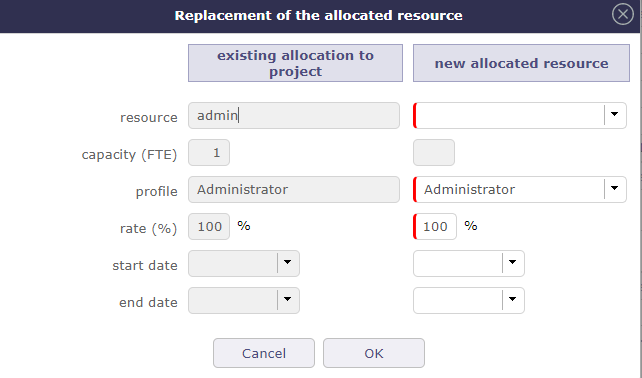 Replacement of the allocated resource
existing allocation to
project
new allocated resource
resource admin
capacity (FTE) 1
profile Administrator Administrator
rate (%) 100 % 100 %
start date
end date
Cancel OK